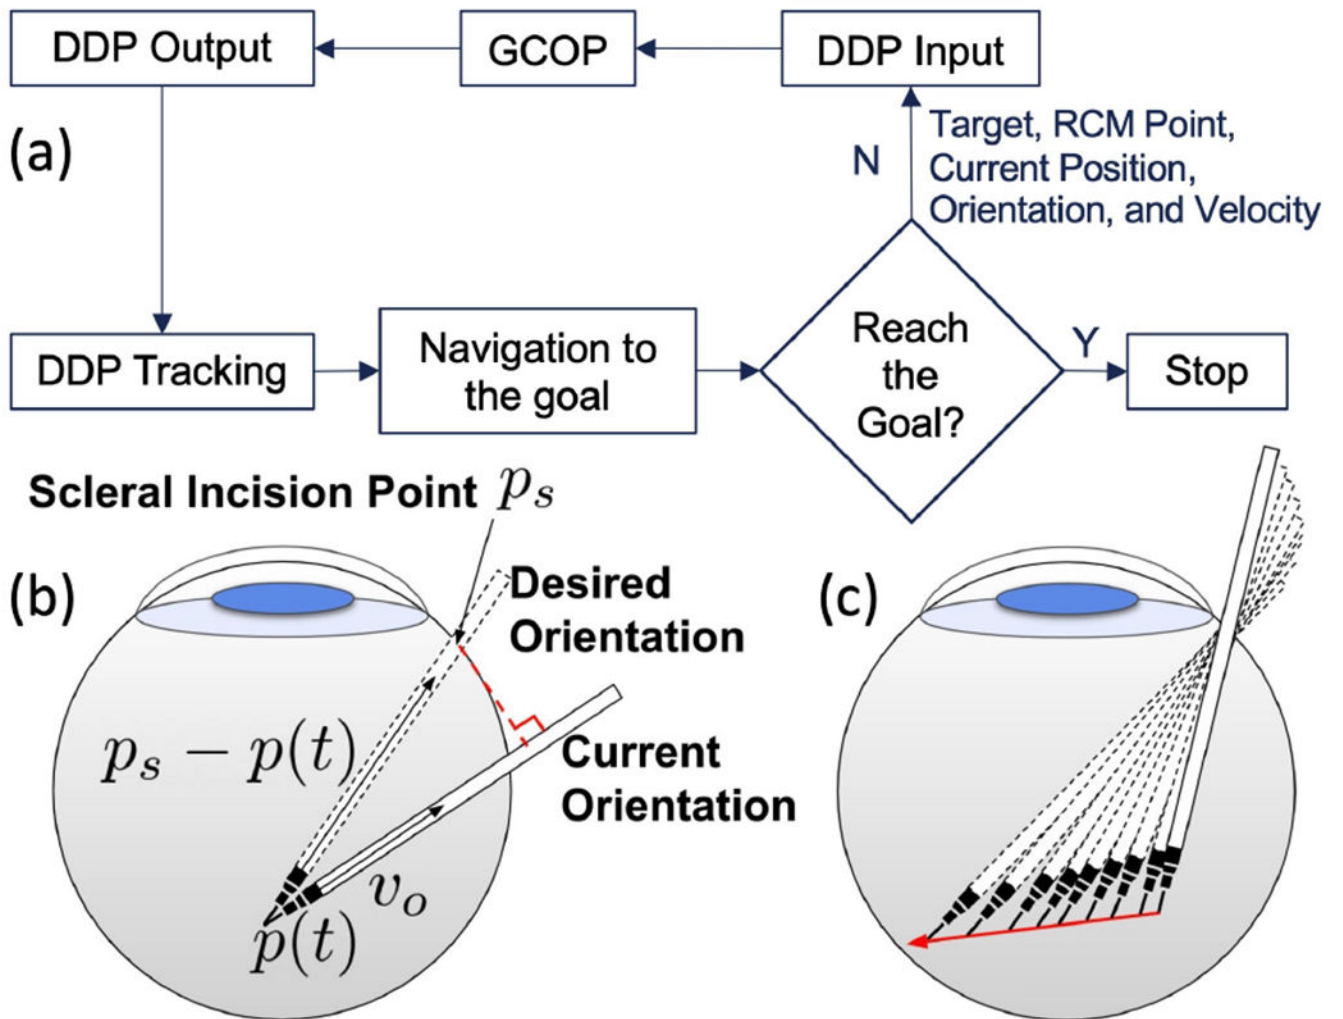 DDP Output
GCOP
DDP Input
(a)
N
Target, RCM Point,
Current Position,
Orientation, and Velocity
DDP Tracking
Navigation to
the goal
Reach
the
Goal?
Y
Stop
Scleral Incision Point p_s
(b)
Desired
Orientation
p_s − p(t)
Current
Orientation
v_o
p(t)
(c)